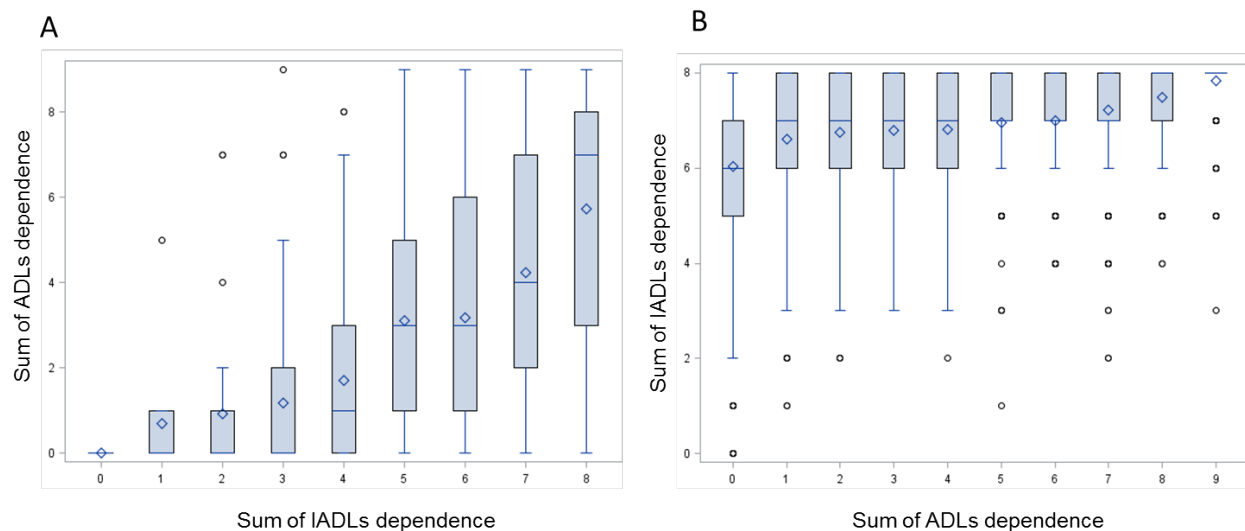 A
Sum of ADLs dependence
8
6
4
2
0
0 1 2 3 4 5 6 7 8
Sum of IADLs dependence
B
Sum of IADLs dependence
8
6
4
2
0
0 1 2 3 4 5 6 7 8 9
Sum of ADLs dependence